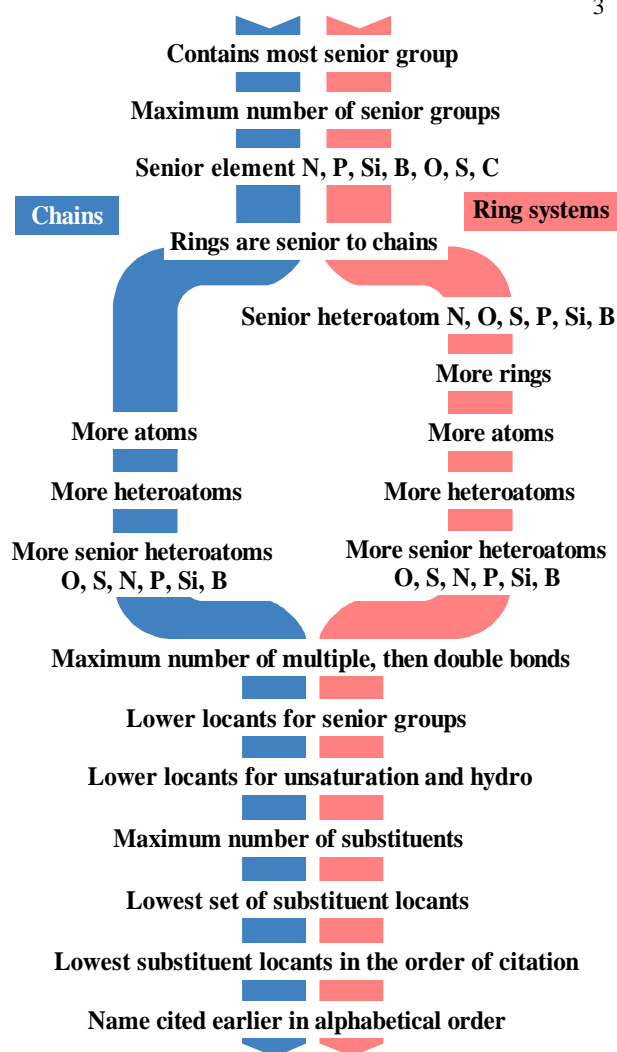 3
Contains most senior group
Maximum number of senior groups
Senior element N, P, Si, B, O, S, C
Chains
Ring systems
Rings are senior to chains
Senior heteroatom N, O, S, P, Si, B
More rings
More atoms
More atoms
More heteroatoms
More heteroatoms
More senior heteroatoms
O, S, N, P, Si, B
More senior heteroatoms
O, S, N, P, Si, B
Maximum number of multiple, then double bonds
Lower locants for senior groups
Lower locants for unsaturation and hydro
Maximum number of substituents
Lowest set of substituent locants
Lowest substituent locants in the order of citation
Name cited earlier in alphabetical order